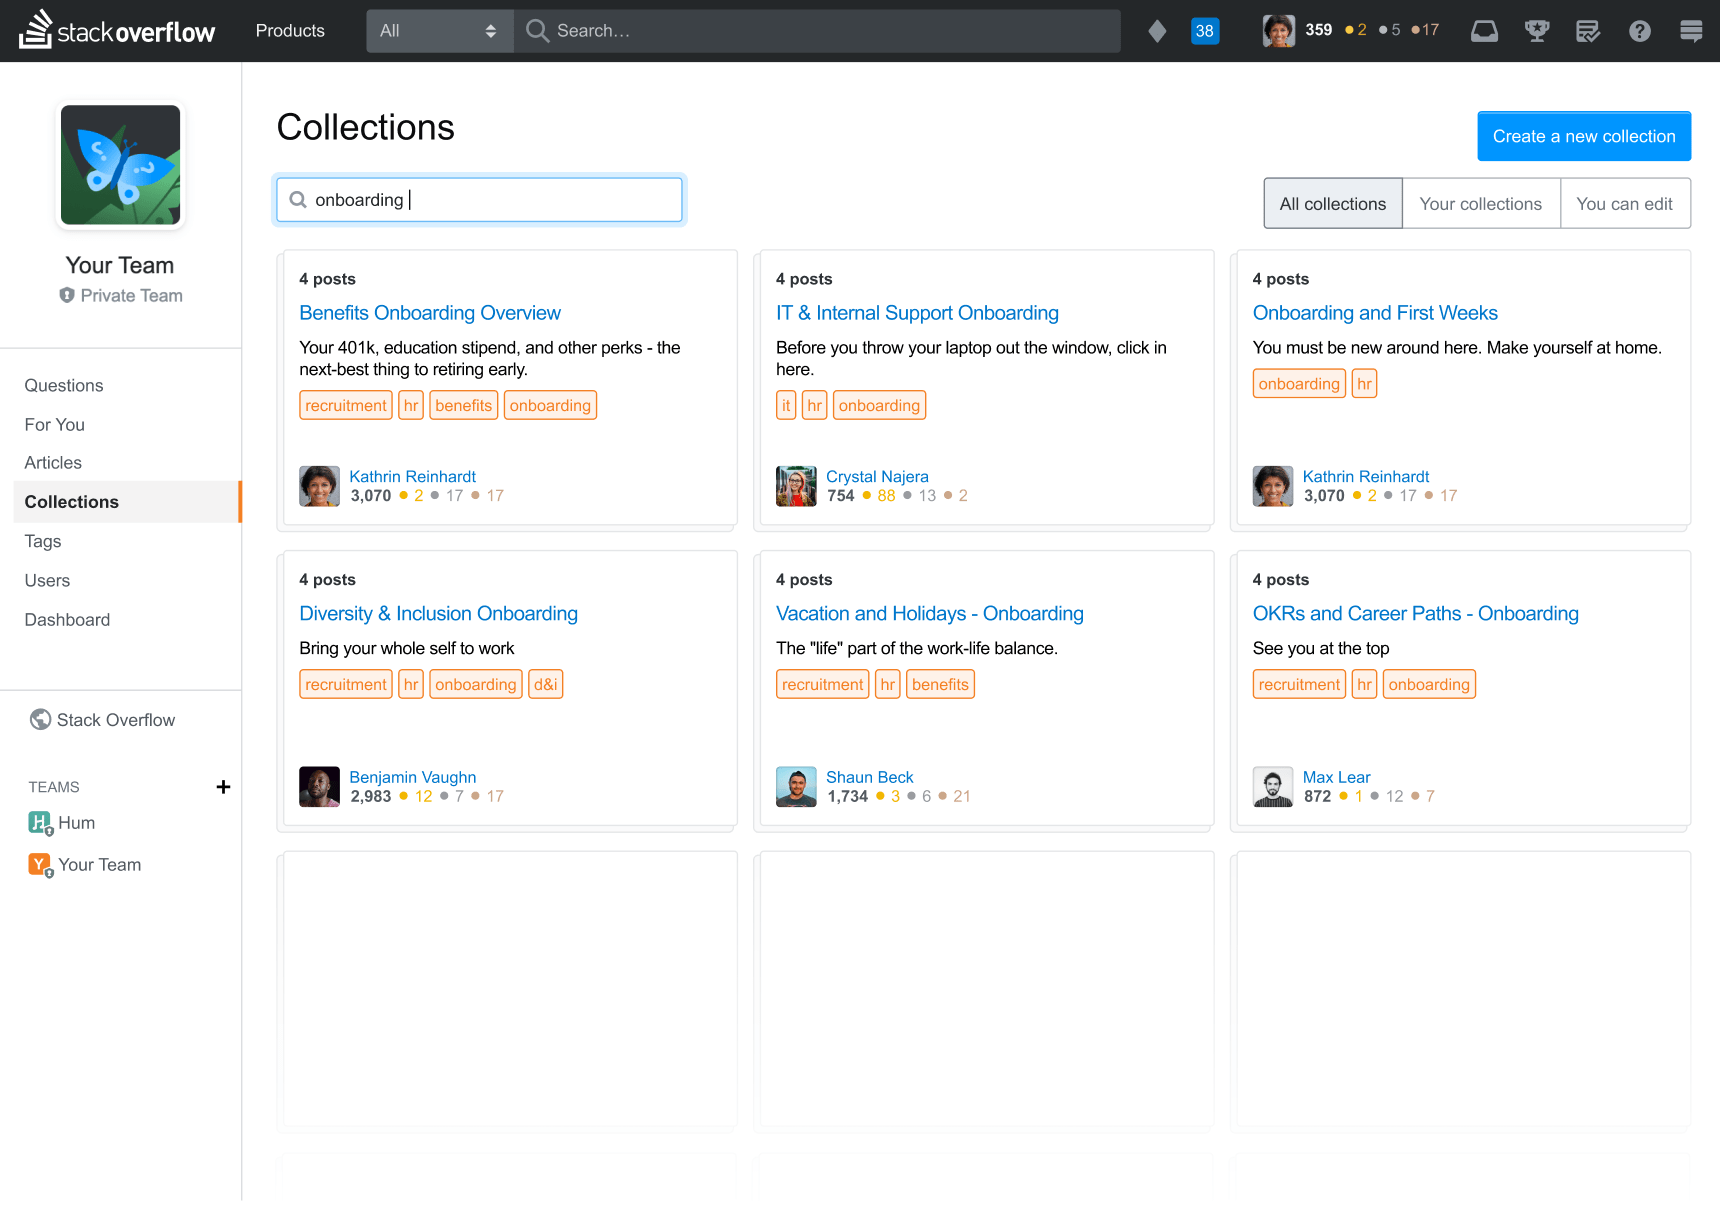 stackoverflow
Products
All
Search...
38
359 2 5 17
Your Team
Private Team
Questions
For You
Articles
Collections
Tags
Users
Dashboard
Stack Overflow
TEAMS
H Hum
Y Your Team
Collections
Create a new collection
onboarding
All collections
Your collections
You can edit
4 posts
Benefits Onboarding Overview
Your 401k, education stipend, and other perks - the
next-best thing to retiring early.
recruitment hr benefits onboarding
Kathrin Reinhardt
3,070 2 17 17
4 posts
IT & Internal Support Onboarding
Before you throw your laptop out the window, click in
here.
it hr onboarding
Crystal Najera
754 88 13 2
4 posts
Onboarding and First Weeks
You must be new around here. Make yourself at home.
onboarding hr
Kathrin Reinhardt
3,070 2 17 17
4 posts
Diversity & Inclusion Onboarding
Bring your whole self to work
recruitment hr onboarding d&i
Benjamin Vaughn
2,983 12 7 17
4 posts
Vacation and Holidays - Onboarding
The "life" part of the work-life balance.
recruitment hr benefits
Shaun Beck
1,734 3 6 21
4 posts
OKRs and Career Paths - Onboarding
See you at the top
recruitment hr onboarding
Max Lear
872 1 12 7